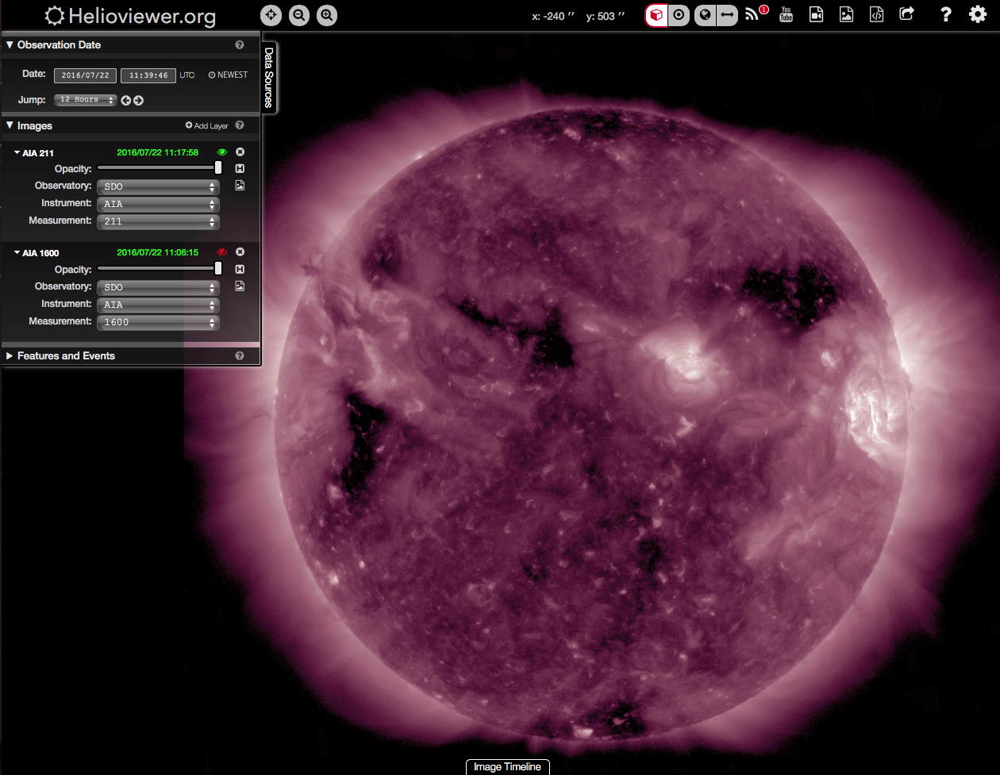 Helioviewer.org
x: -240 ″ y: 503 ″
1
You
Tube
Observation Date
Date: 2016/07/22 11:39:46 UTC NEWEST
Jump: 12 Hours
Images Add Layer
AIA 211 2016/07/22 11:17:58
Opacity:
Observatory: SDO
Instrument: AIA
Measurement: 211
AIA 1600 2016/07/22 11:06:15
Opacity:
Observatory: SDO
Instrument: AIA
Measurement: 1600
Features and Events
Data Sources
Image Timeline